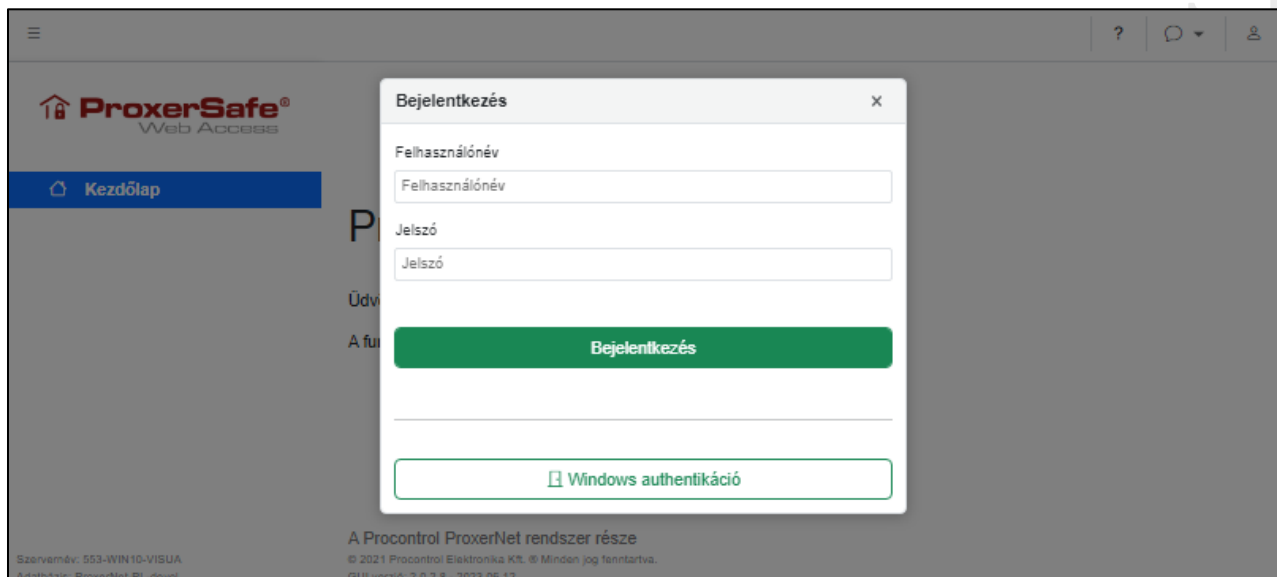 ?
ProxerSafe®
Web Access
Kezdőlap
Bejelentkezés
Felhasználónév
Felhasználónév
Jelszó
Jelszó
Bejelentkezés
Windows authentikáció
A Procontrol ProxerNet rendszer része
© 2021 Procontrol Elektronika Kft. ® Minden jog fenntartva.
Szervernév: 553-WIN10-VISUA